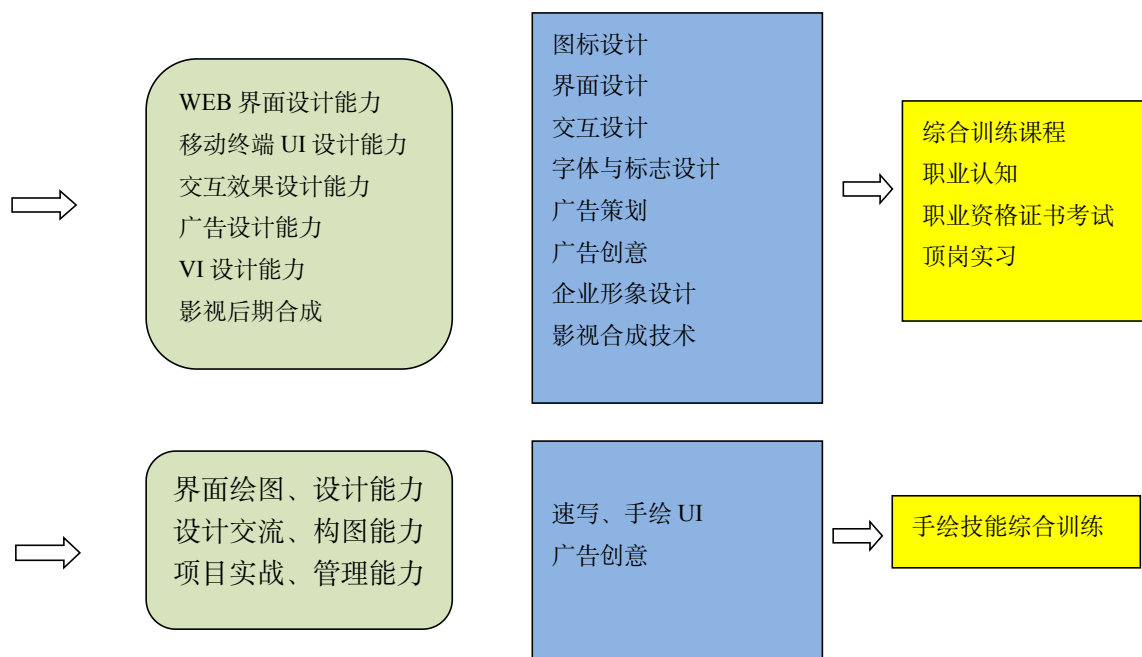 WEB 界面设计能力
移动终端 UI 设计能力
交互效果设计能力
广告设计能力
VI 设计能力
影视后期合成
图标设计
界面设计
交互设计
字体与标志设计
广告策划
广告创意
企业形象设计
影视合成技术
综合训练课程
职业认知
职业资格证书考试
顶岗实习
界面绘图、设计能力
设计交流、构图能力
项目实战、管理能力
速写、手绘 UI
广告创意
手绘技能综合训练